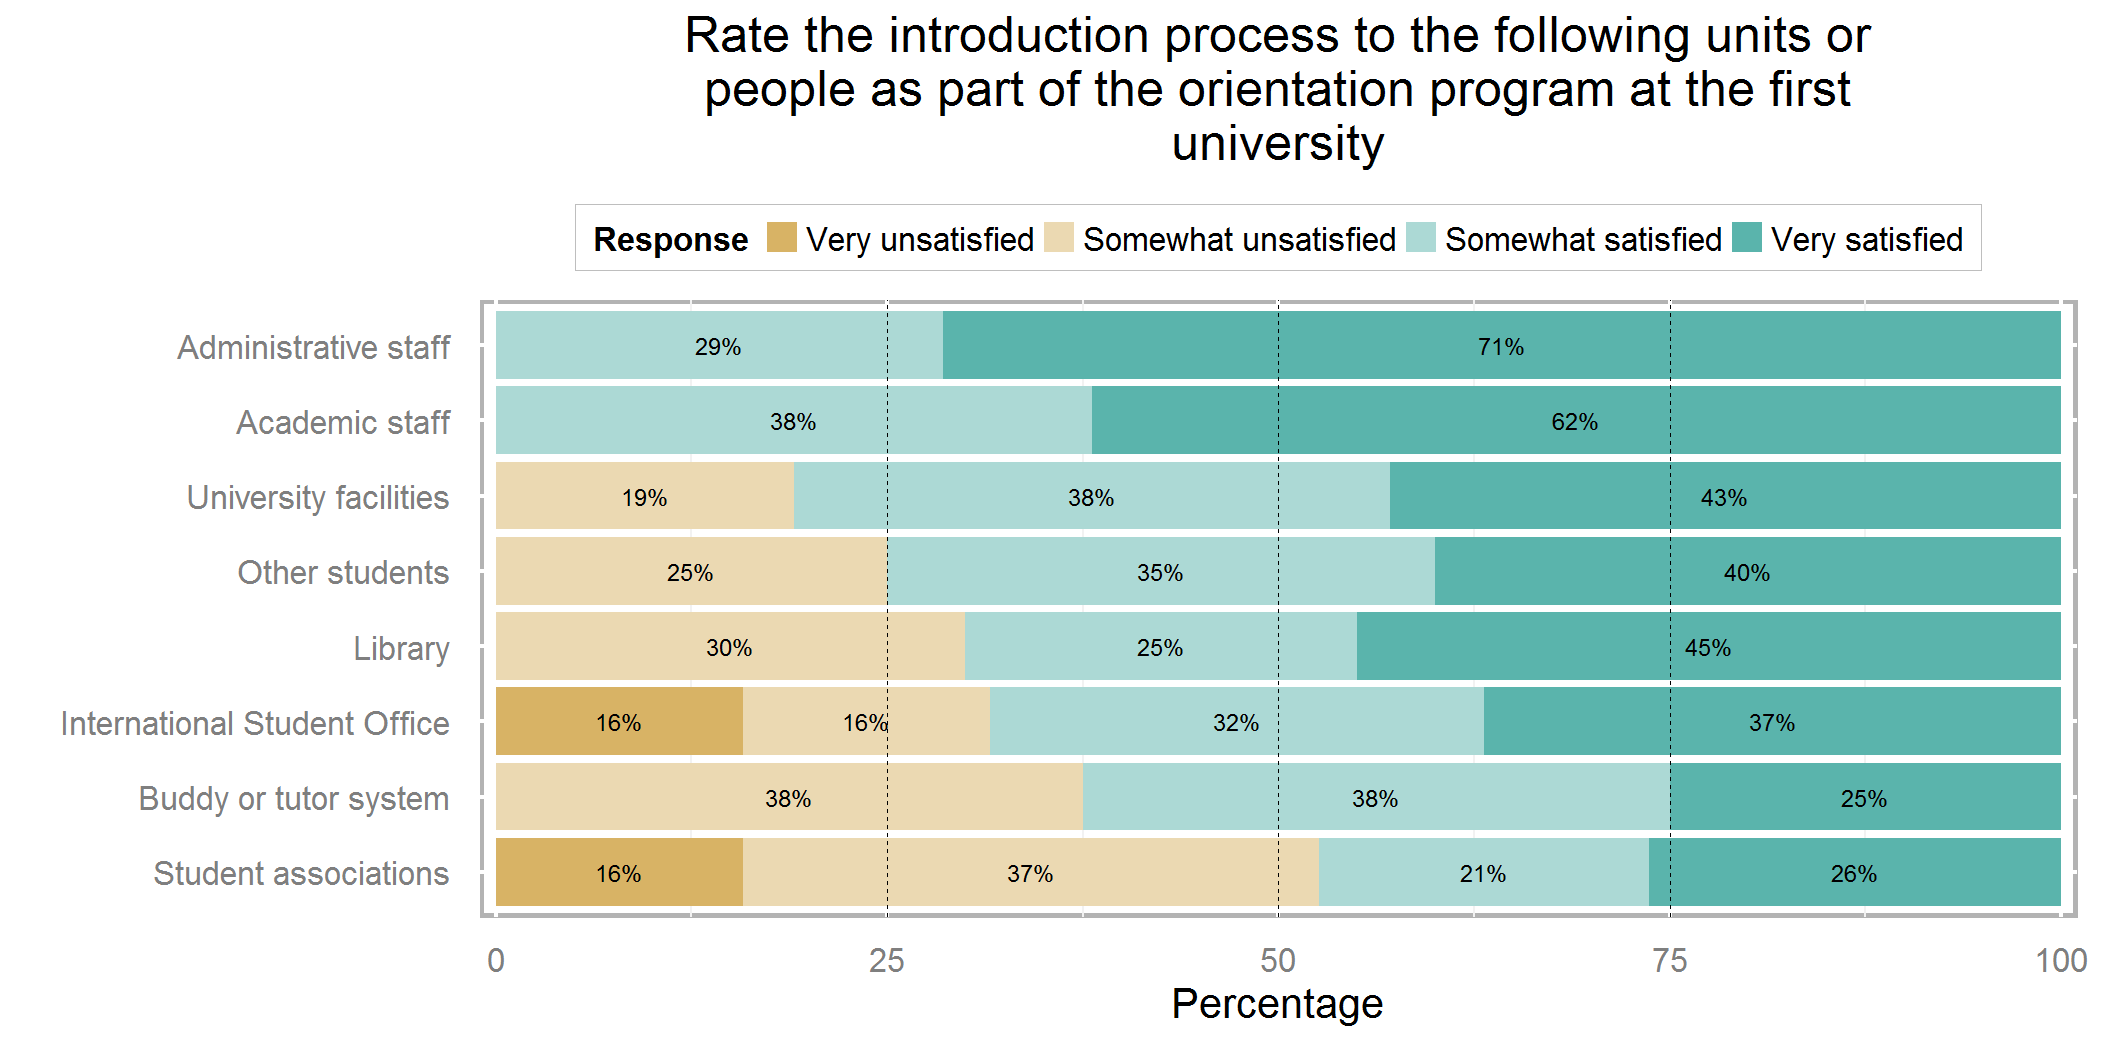 Rate the introduction process to the following units or
people as part of the orientation program at the first
university
Response Very unsatisfied Somewhat unsatisfied Somewhat satisfied Very satisfied
Administrative staff 29% 71%
Academic staff 38% 62%
University facilities 19% 38% 43%
Other students 25% 35% 40%
Library 30% 25% 45%
International Student Office 16% 16% 32% 37%
Buddy or tutor system 38% 38% 25%
Student associations 16% 37% 21% 26%
0 25 50 75 100
Percentage